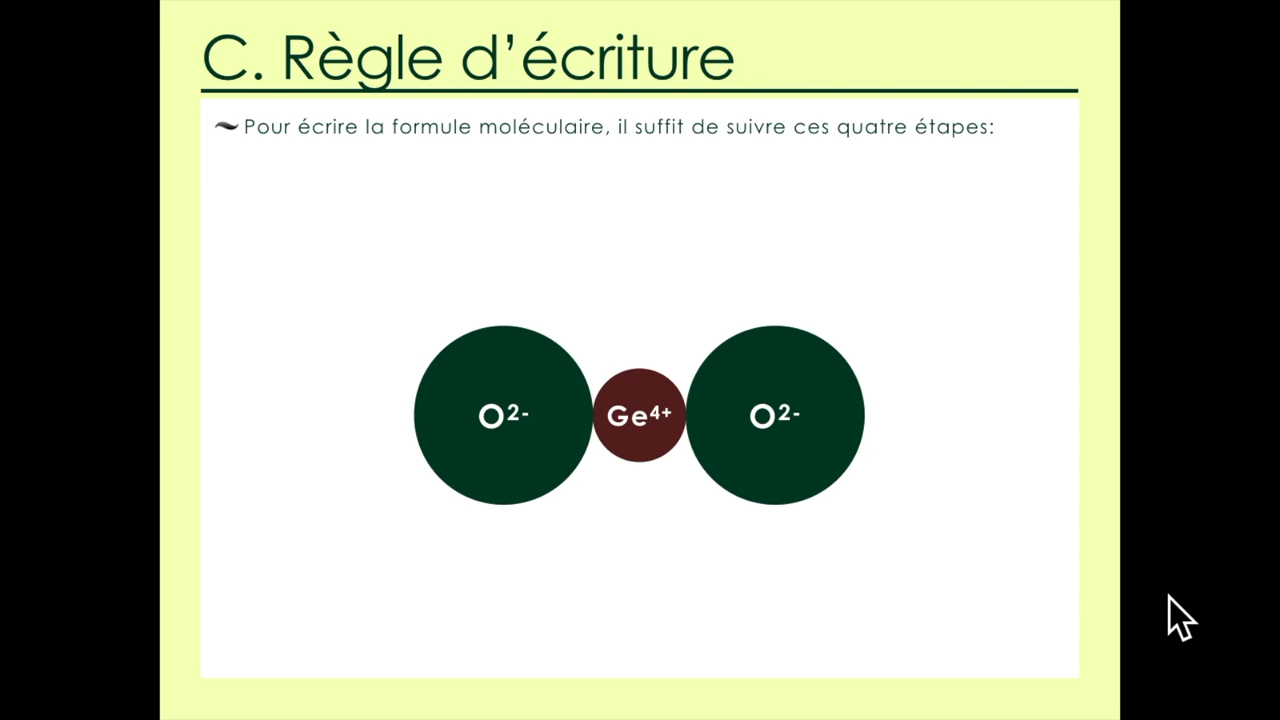 C. Règle d’écriture
Pour écrire la formule moléculaire, il suffit de suivre ces quatre étapes:
O²⁻ Ge⁴⁺ O²⁻